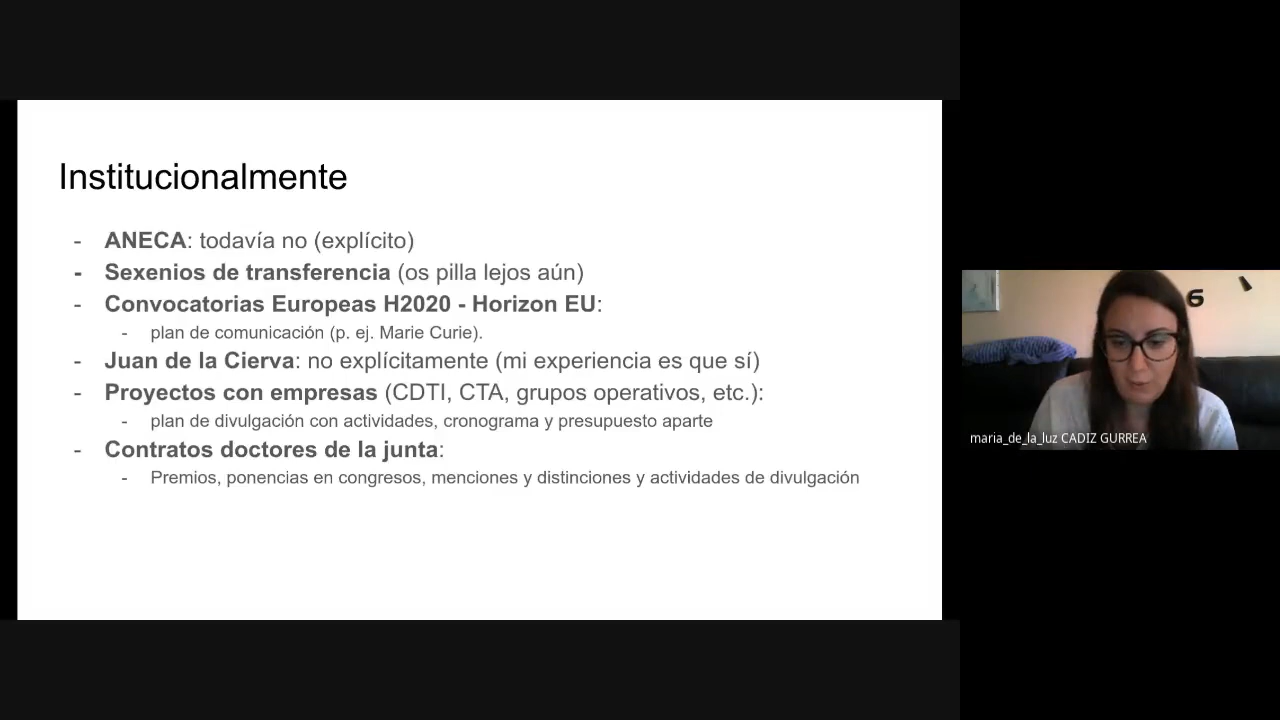 Institucionalmente
- ANECA: todavía no (explícito)
- Sexenios de transferencia (os pilla lejos aún)
- Convocatorias Europeas H2020 - Horizon EU:
- plan de comunicación (p. ej. Marie Curie).
- Juan de la Cierva: no explícitamente (mi experiencia es que sí)
- Proyectos con empresas (CDTI, CTA, grupos operativos, etc.):
- plan de divulgación con actividades, cronograma y presupuesto aparte
- Contratos doctores de la junta:
- Premios, ponencias en congresos, menciones y distinciones y actividades de divulgación
6
maria_de_la_luz CADIZ GURREA